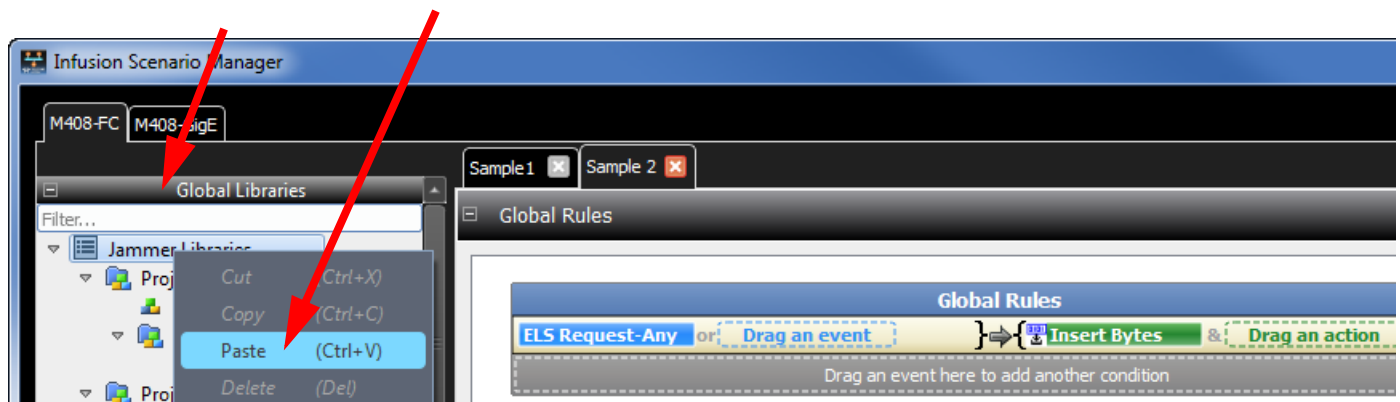 Infusion Scenario Manager
M408-FC M408-GigE
Sample1 Sample 2
Global Libraries
Filter...
Global Rules
Jammer Libraries
Proj
Cut (Ctrl+X)
Copy (Ctrl+C)
Paste (Ctrl+V)
Proj
Delete (Del)
Global Rules
ELS Request-Any or Drag an event } { Insert Bytes & Drag an action
Drag an event here to add another condition